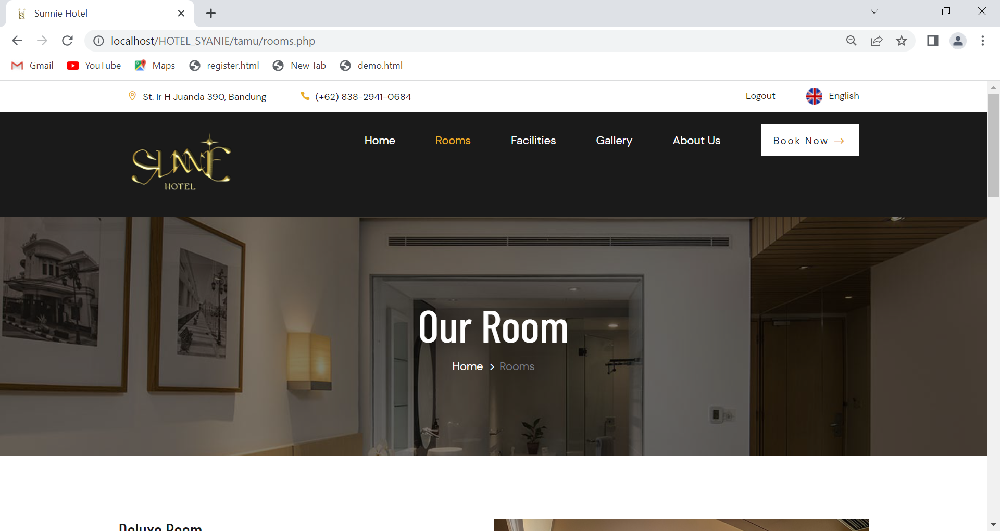 Sunnie Hotel
localhost/HOTEL_SYANIE/tamu/rooms.php
Gmail YouTube Maps register.html New Tab demo.html
St. Ir H Juanda 390, Bandung (+62) 838-2941-0684 Logout English
SUNNIE
HOTEL
Home Rooms Facilities Gallery About Us Book Now →
Our Room
Home > Rooms
Deluxe Room